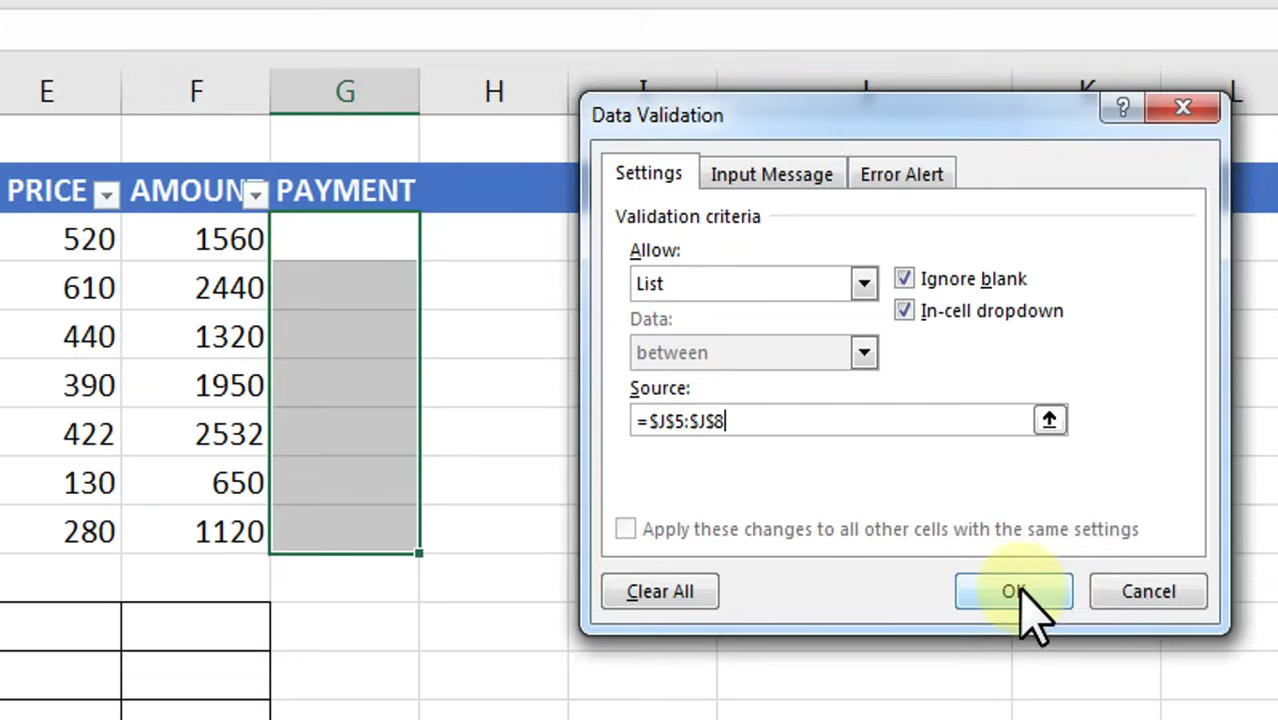 E F G H
Data Validation
Settings Input Message Error Alert
PRICE AMOUN PAYMENT
Validation criteria
520 1560
Allow:
List
Ignore blank
610 2440
In-cell dropdown
Data:
440 1320
between
390 1950
Source:
=$J$5:$J$8
422 2532
130 650
280 1120
Apply these changes to all other cells with the same settings
Clear All OK Cancel